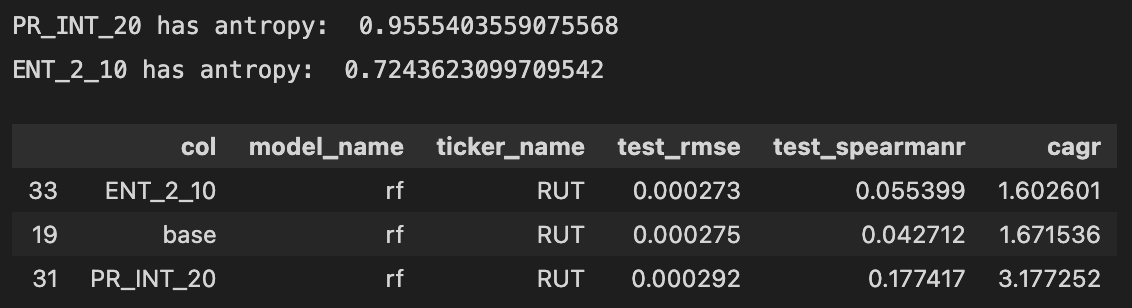 PR_INT_20 has antropy:  0.9555403559075568
ENT_2_10 has antropy:  0.7243623099709542
col model_name ticker_name test_rmse test_spearmanr cagr
33 ENT_2_10 rf RUT 0.000273 0.055399 1.602601
19 base rf RUT 0.000275 0.042712 1.671536
31 PR_INT_20 rf RUT 0.000292 0.177417 3.177252